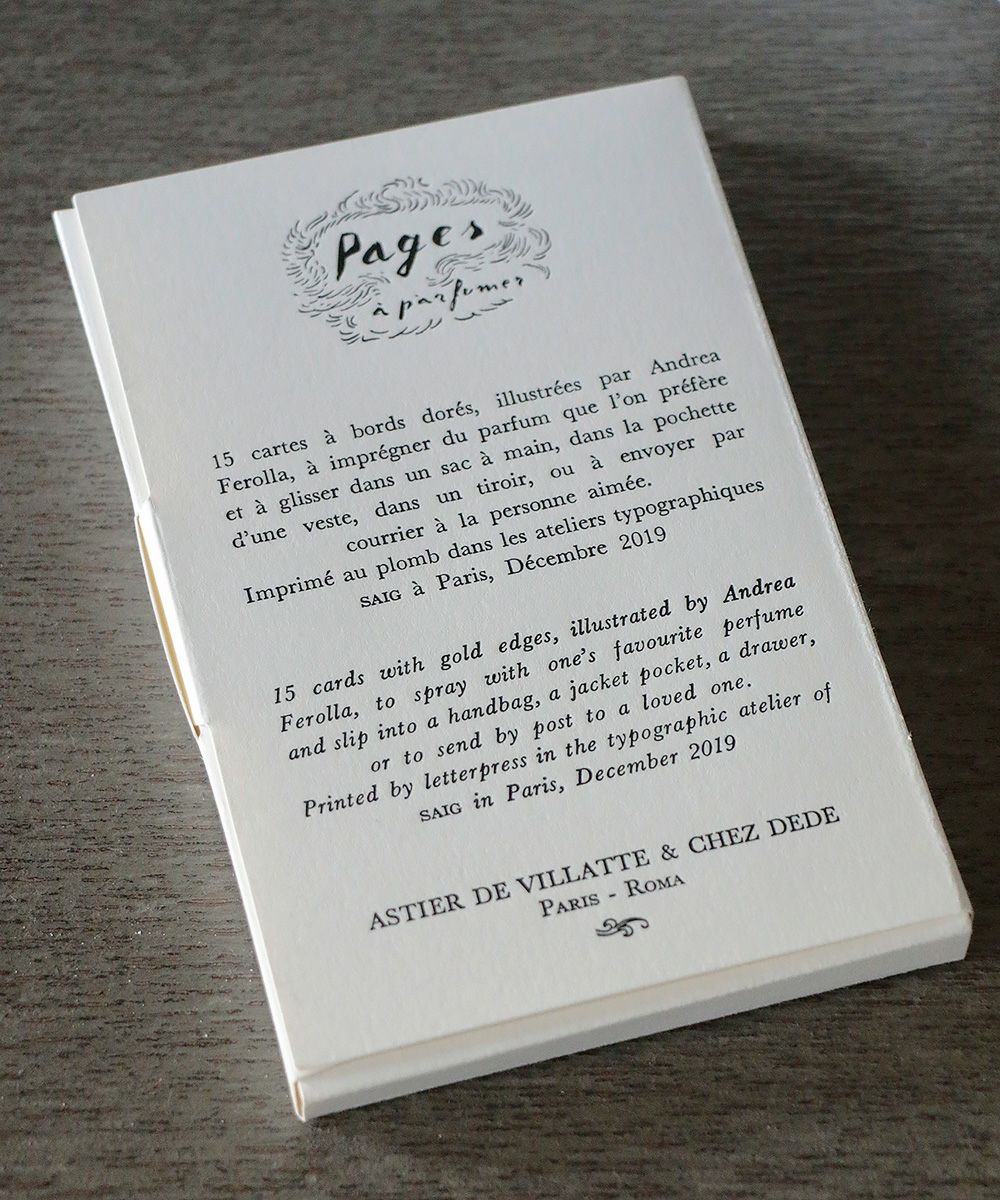 Pages
à parfumer
15 cartes à bords dorés, illustrées par Andrea
Ferolla, à imprégner du parfum que l'on préfère
et à glisser dans un sac à main, dans la pochette
d'une veste, dans un tiroir, ou à envoyer par
courrier à la personne aimée.
Imprimé au plomb dans les ateliers typographiques
SAIG à Paris, Décembre 2019
15 cards with gold edges, illustrated by Andrea
Ferolla, to spray with one's favourite perfume
and slip into a handbag, a jacket pocket, a drawer,
or to send by post to a loved one.
Printed by letterpress in the typographic atelier of
SAIG in Paris, December 2019
ASTIER DE VILLATTE & CHEZ DEDE
PARIS - ROMA